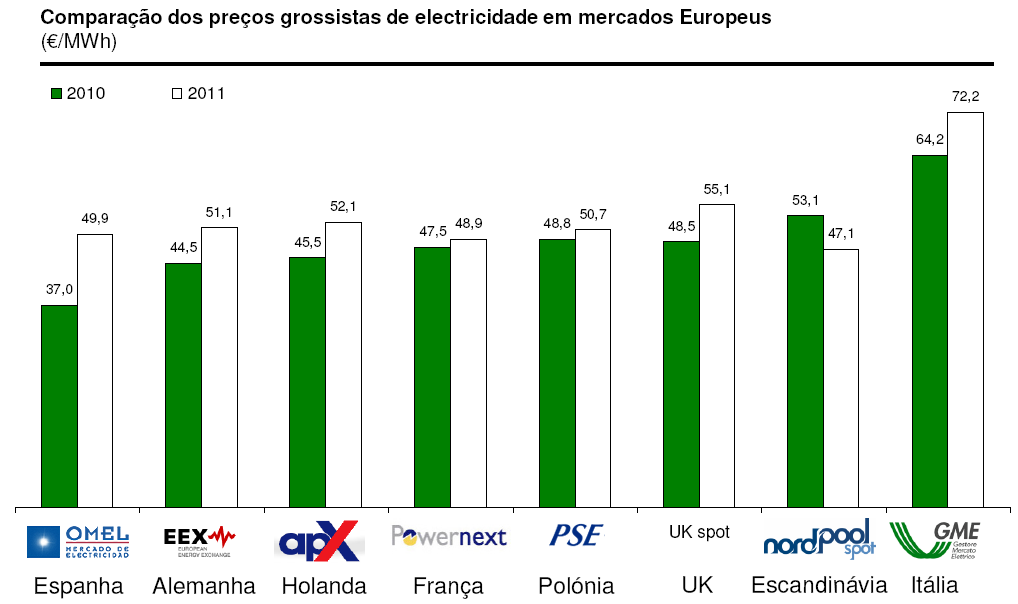 Comparação dos preços grossistas de electricidade em mercados Europeus
(€/MWh)
2010 2011
37,0 49,9 44,5 51,1 45,5 52,1 47,5 48,9 48,8 50,7 48,5 55,1 53,1 47,1 64,2 72,2
OMEL
MERCADO DE
ELECTRICIDAD
EEX
EUROPEAN
ENERGY EXCHANGE
apX
Powernext
PSE
UK spot
nordpool
spot
GME
Gestore
Mercato
Elettrico
Espanha Alemanha Holanda França Polónia UK Escandinávia Itália